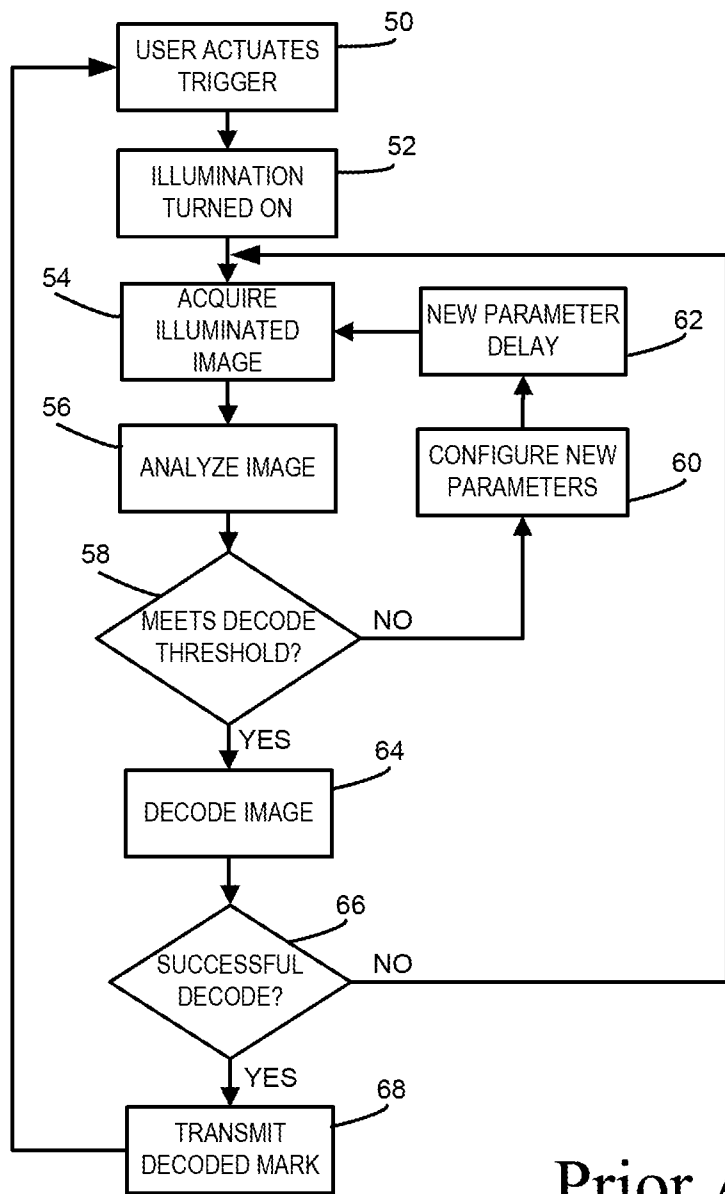 50
USER ACTUATES
TRIGGER
52
ILLUMINATION
TURNED ON
54
ACQUIRE
ILLUMINATED
IMAGE
NEW PARAMETER
DELAY
62
56
ANALYZE IMAGE
CONFIGURE NEW
PARAMETERS
60
58
MEETS DECODE
THRESHOLD?
NO
YES
64
DECODE IMAGE
66
SUCCESSFUL
DECODE?
NO
YES
68
TRANSMIT
DECODED MARK
Prior